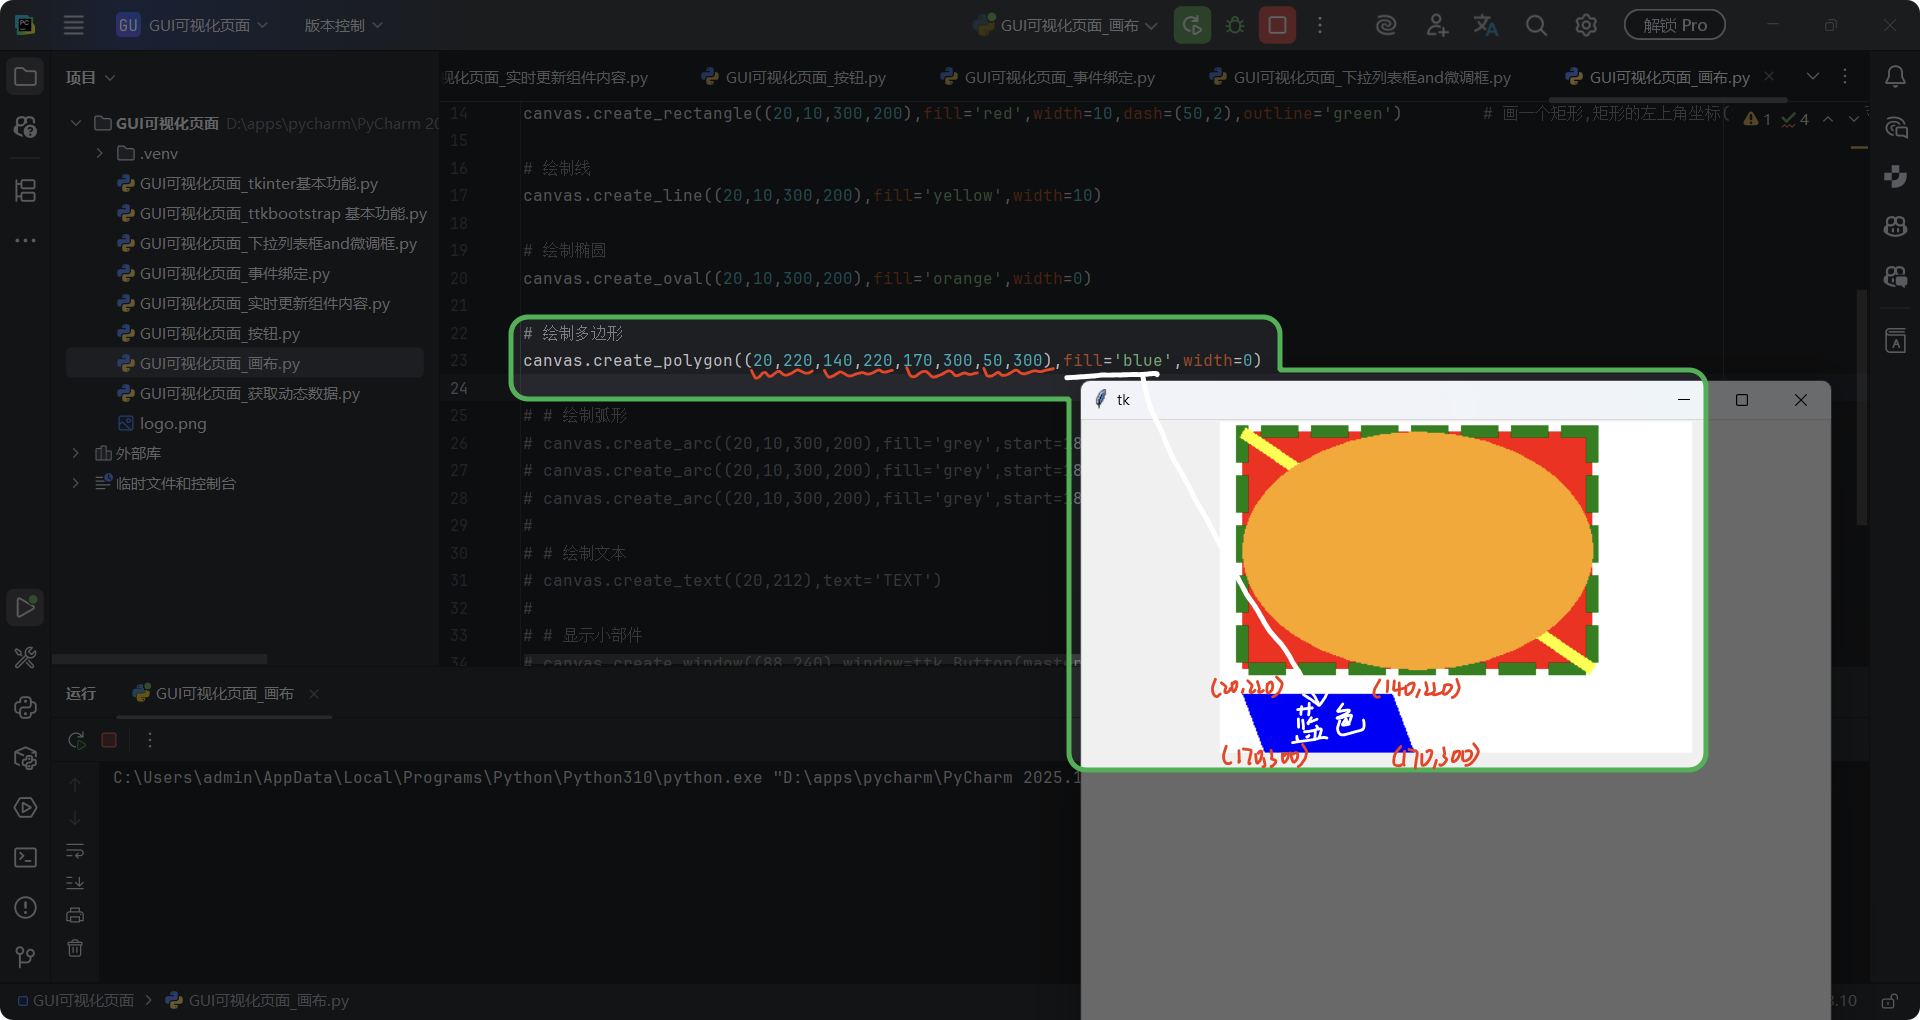 GU GUI可视化页面 版本控制 GUI可视化页面_画布 解锁 Pro
项目
视化页面_实时更新组件内容.py GUI可视化页面_按钮.py GUI可视化页面_事件绑定.py GUI可视化页面_下拉列表框and微调框.py GUI可视化页面_画布.py
GUI可视化页面 D:\apps\pycharm\PyCharm 20
.venv
GUI可视化页面_tkinter基本功能.py
GUI可视化页面_ttkbootstrap 基本功能.py
GUI可视化页面_下拉列表框and微调框.py
GUI可视化页面_事件绑定.py
GUI可视化页面_实时更新组件内容.py
GUI可视化页面_按钮.py
GUI可视化页面_画布.py
GUI可视化页面_获取动态数据.py
logo.png
外部库
临时文件和控制台
14 canvas.create_rectangle((20,10,300,200),fill='red',width=10,dash=(50,2),outline='green') # 画一个矩形,矩形的左上角坐标( 1 4
15
16 # 绘制线
17 canvas.create_line((20,10,300,200),fill='yellow',width=10)
18
19 # 绘制椭圆
20 canvas.create_oval((20,10,300,200),fill='orange',width=0)
21
22 # 绘制多边形
23 canvas.create_polygon((20,220,140,220,170,300,50,300),fill='blue',width=0)
24
25 # # 绘制弧形
26 # canvas.create_arc((20,10,300,200),fill='grey',start=18
27 # canvas.create_arc((20,10,300,200),fill='grey',start=18
28 # canvas.create_arc((20,10,300,200),fill='grey',start=18
29 #
30 # # 绘制文本
31 # canvas.create_text((20,212),text='TEXT')
32 #
33 # # 显示小部件
34 # canvas.create_window((88,240),window=ttk.Button(master
tk
(20,220) (140,220)
蓝色
(170,300) (170,300)
运行 GUI可视化页面_画布
C:\Users\admin\AppData\Local\Programs\Python\Python310\python.exe "D:\apps\pycharm\PyCharm 2025.1
GUI可视化页面 GUI可视化页面_画布.py
3.10